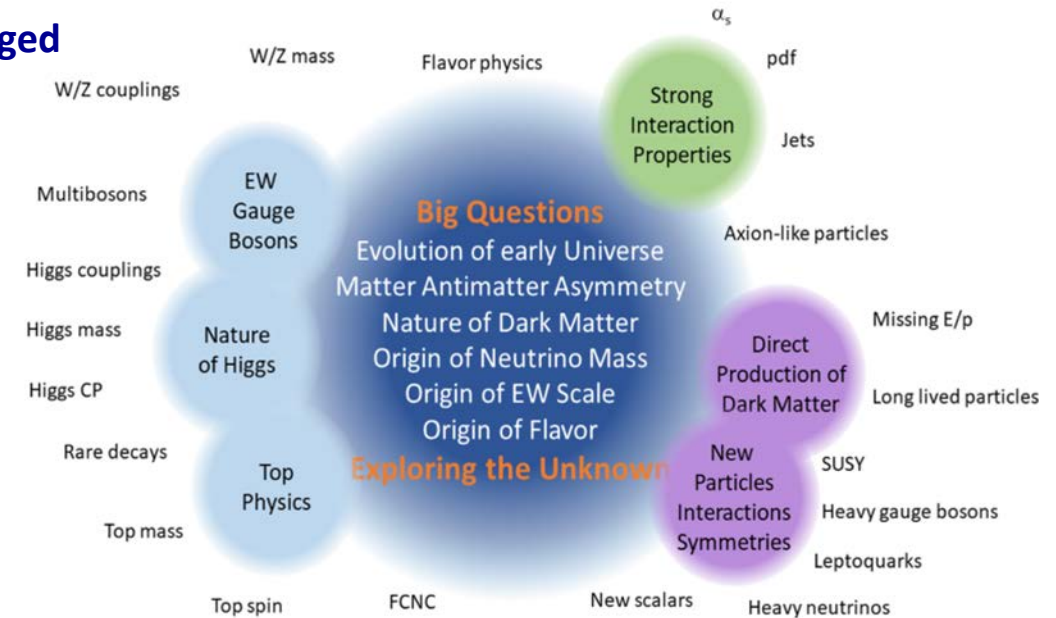 ged
αs
W/Z mass
Flavor physics
pdf
W/Z couplings
Strong
Interaction
Properties
Jets
Multibosons
EW
Gauge
Bosons
Big Questions
Evolution of early Universe
Matter Antimatter Asymmetry
Nature of Dark Matter
Origin of Neutrino Mass
Origin of EW Scale
Origin of Flavor
Exploring the Unknown
Axion-like particles
Higgs couplings
Higgs mass
Higgs CP
Nature
of Higgs
Missing E/p
Direct
Production of
Dark Matter
Long lived particles
Rare decays
Top
Physics
New
Particles
Interactions
Symmetries
SUSY
Heavy gauge bosons
Leptoquarks
Top mass
Top spin
FCNC
New scalars
Heavy neutrinos